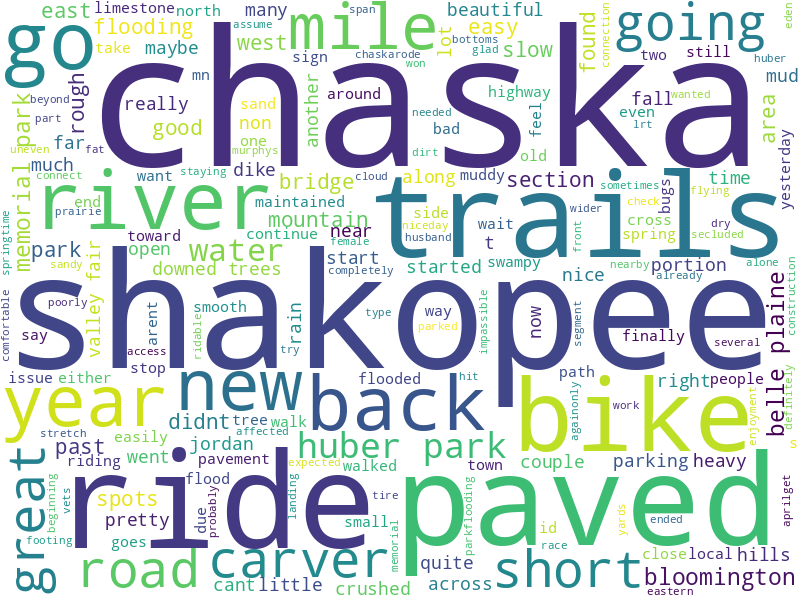 chaska
shakopee
trails
ride
paved
bike
river
go
mile
going
year
new
back
great
carver
short
road
huber park
water
bloomington
belle plaine
memorial park
valley fair
flooding
east
limestone
north
many
beautiful
easy
found
connection
two
still
huber
eden
take
maybe
mn
west
sign
span
assume
chaskarode
bottoms
glad
won
lot
slow
highway
wanted
mud
fall
even
lrt
area
yesterday
beyond
part
rough
really
sand
another
around
needed
feel
bad
dirt
old
uneven
fat
good
non
one
murphys
dike
far
connect
want
staying
cloud
along
muddy
section
sometimes
bugs
flying
time
much
bridge
maintained
mountain
continue
female
niceday
husband
side
wait
t
wider
front
check
cross
spring
dry
secluded
alone
springtime
end
prairie
toward
open
near
start
completely
started
swampy
nice
nearby
already
portion
construction
park
sandy
downed trees
comfortable
poorly
say
arent
access
smooth
ridable
stop
rain
try
type
parked
way
impassible
now
segment
finally
several
issue
either
flooded
path
right
people
hit
againonly
work
enjoyment
definitely
s
didnt
tree
affected
walk
stretch
past
easily
jordan
riding
went
pavement
expected
walked
town
couple
parking
heavy
beginning
vets
spots
pretty
flood
due
probably
landing
small
tire
memorial
parkflooding
id
yards
ended
aprilget
footing
goes
cant
little
crushed
quite
across
race
close
local
hills
eastern